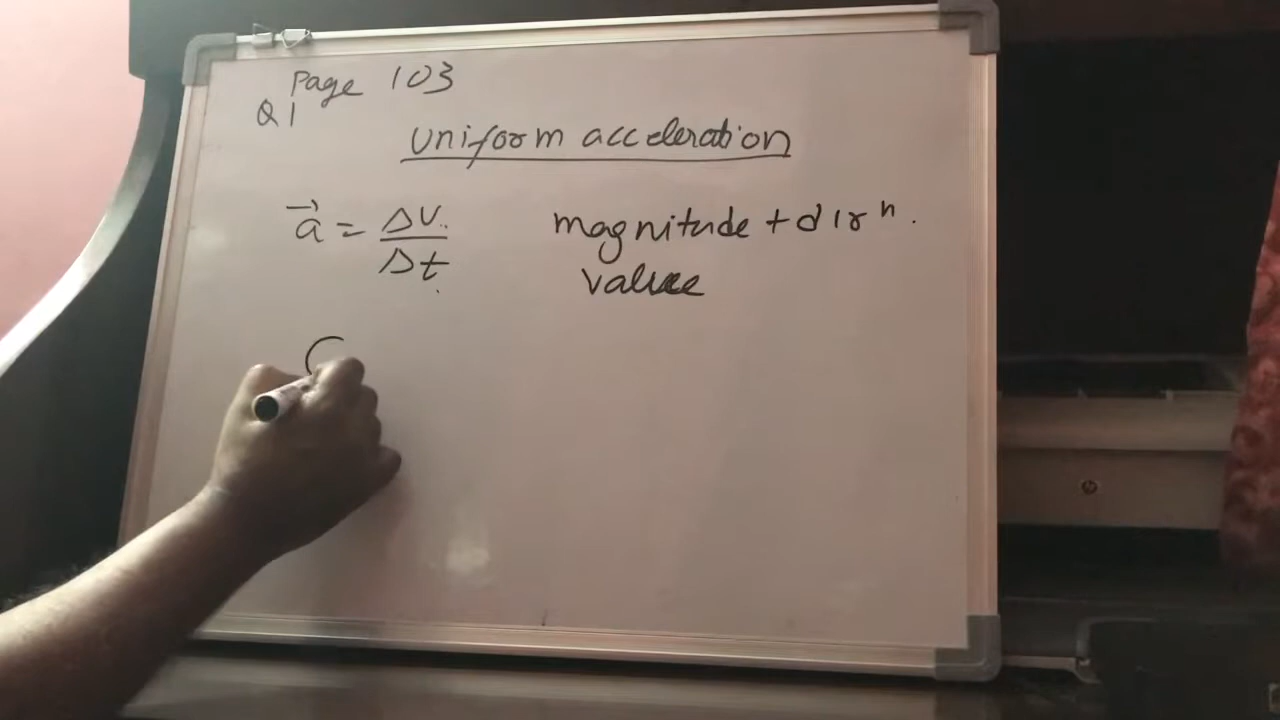 Page 103
Q1
Uniform acceleration
a⃗ = ΔV/Δt
magnitude + dirⁿ.
value